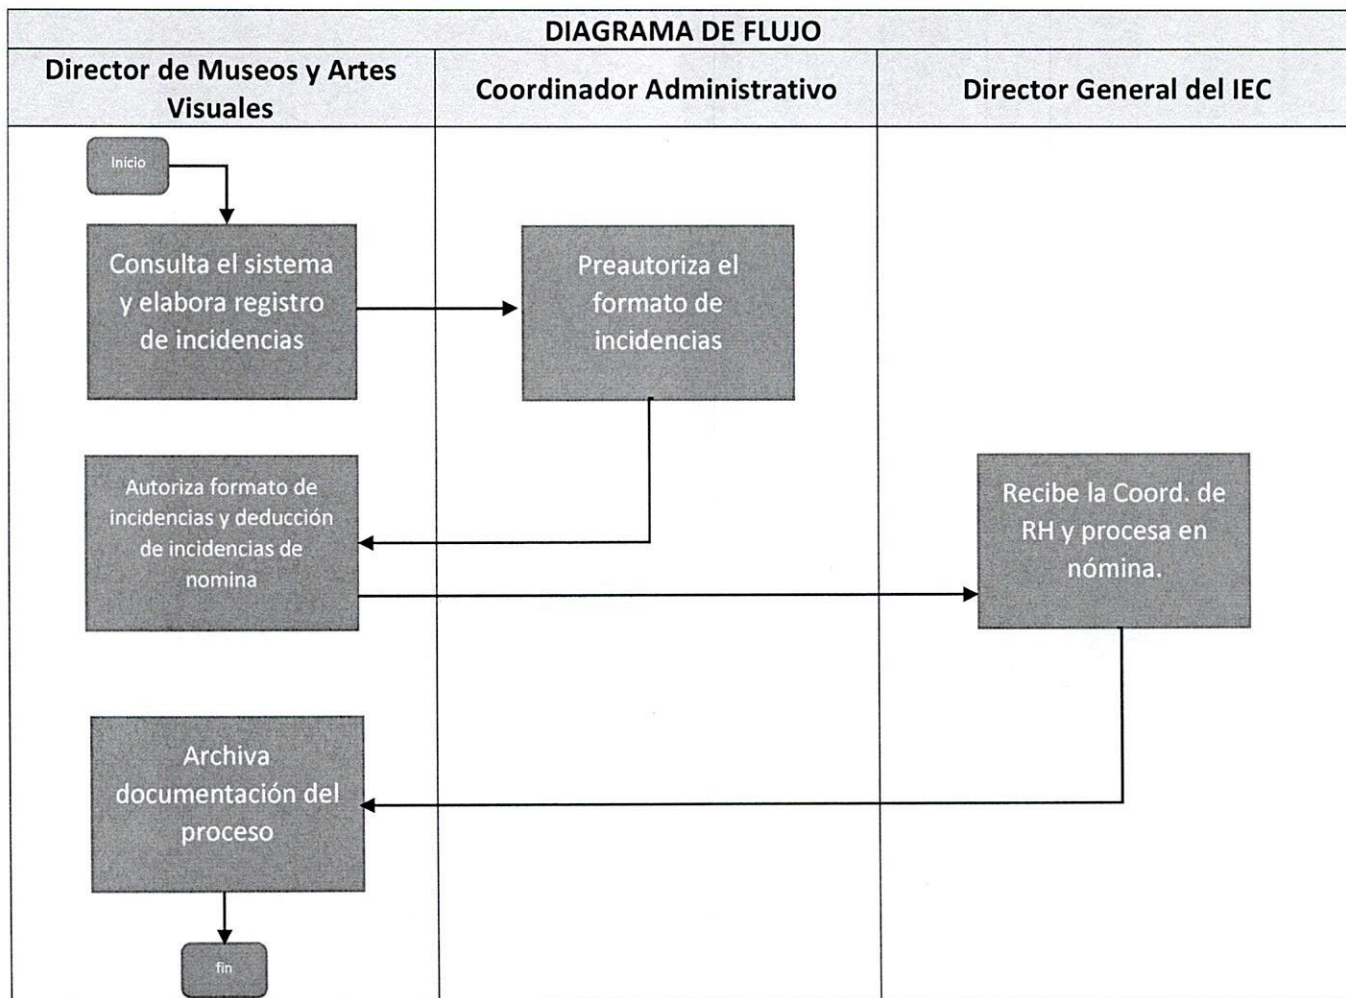 DIAGRAMA DE FLUJO
Director de Museos y Artes
Visuales
Coordinador Administrativo
Director General del IEC
Inicio
Consulta el sistema
y elabora registro
de incidencias
Preautoriza el
formato de
incidencias
Autoriza formato de
incidencias y deducción
de incidencias de
nomina
Recibe la Coord. de
RH y procesa en
nómina.
Archiva
documentación del
proceso
fin